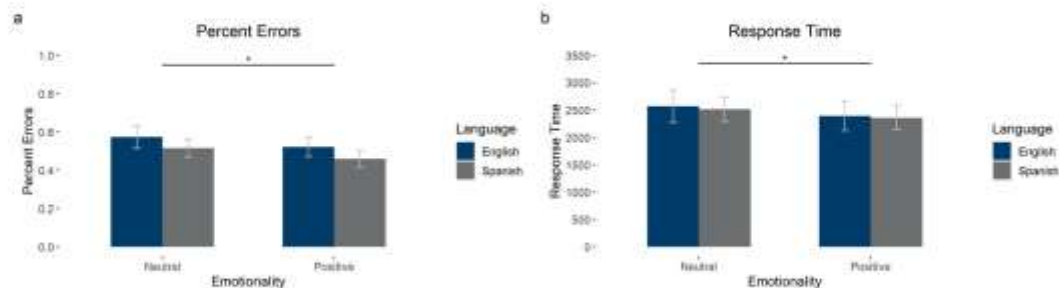 a
Percent Errors
1.0
0.8
0.6
0.4
0.2
0.0
*
Percent Errors
Neutral
Positive
Emotionality
Language
English
Spanish
b
Response Time
3500
3000
2500
2000
1500
1000
500
0
*
Response Time
Neutral
Positive
Emotionality
Language
English
Spanish